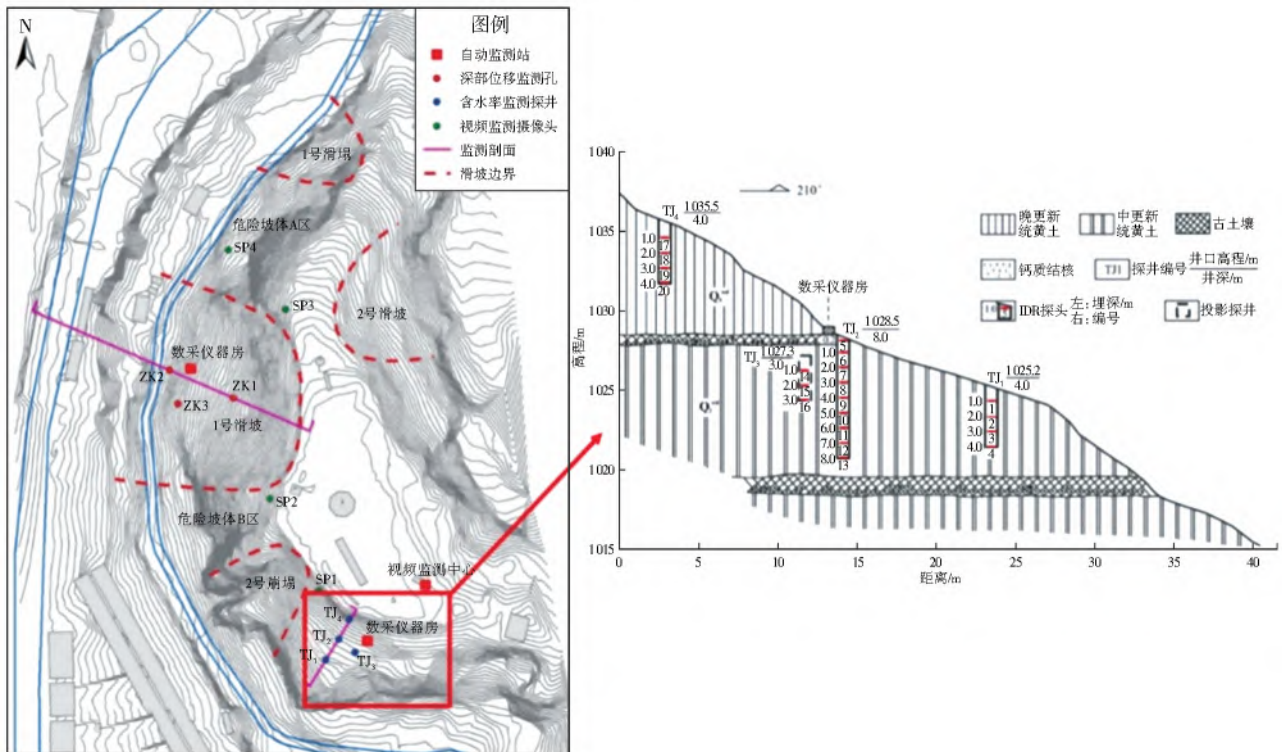 N
图例
自动监测站
深部位移监测孔
含水率监测探井
视频监测摄像头
监测剖面
滑坡边界
1号滑塌
危险坡体A区
SP4
SP3
2号滑坡
数采仪器房
ZK2
ZK1
ZK3
1号滑坡
SP2
危险坡体B区
2号崩塌
SP1
视频监测中心
TJ4
数采仪器房
TJ2
TJ1
TJ3
1040
1035
1030
1025
1020
1015
高程/m
0
5
10
15
20
25
30
35
40
距离/m
210°
TJ4 1035.5
4.0
1.0 17
2.0 18
3.0 19
4.0 20
数采仪器房
TJ2 1028.5
8.0
1.0 5
2.0 6
3.0 7
4.0 8
5.0 9
6.0 10
7.0 11
8.0 12
13
TJ3 1027.3
3.0
1.0 14
2.0 15
3.0 16
TJ1 1025.2
4.0
1.0 1
2.0 2
3.0 3
4.0 4
晚更新统黄土
中更新统黄土
古土壤
钙质结核
TJ1 探井编号 井口高程/m
井深/m
IDR探头 左：埋深/m
右：编号
投影探井